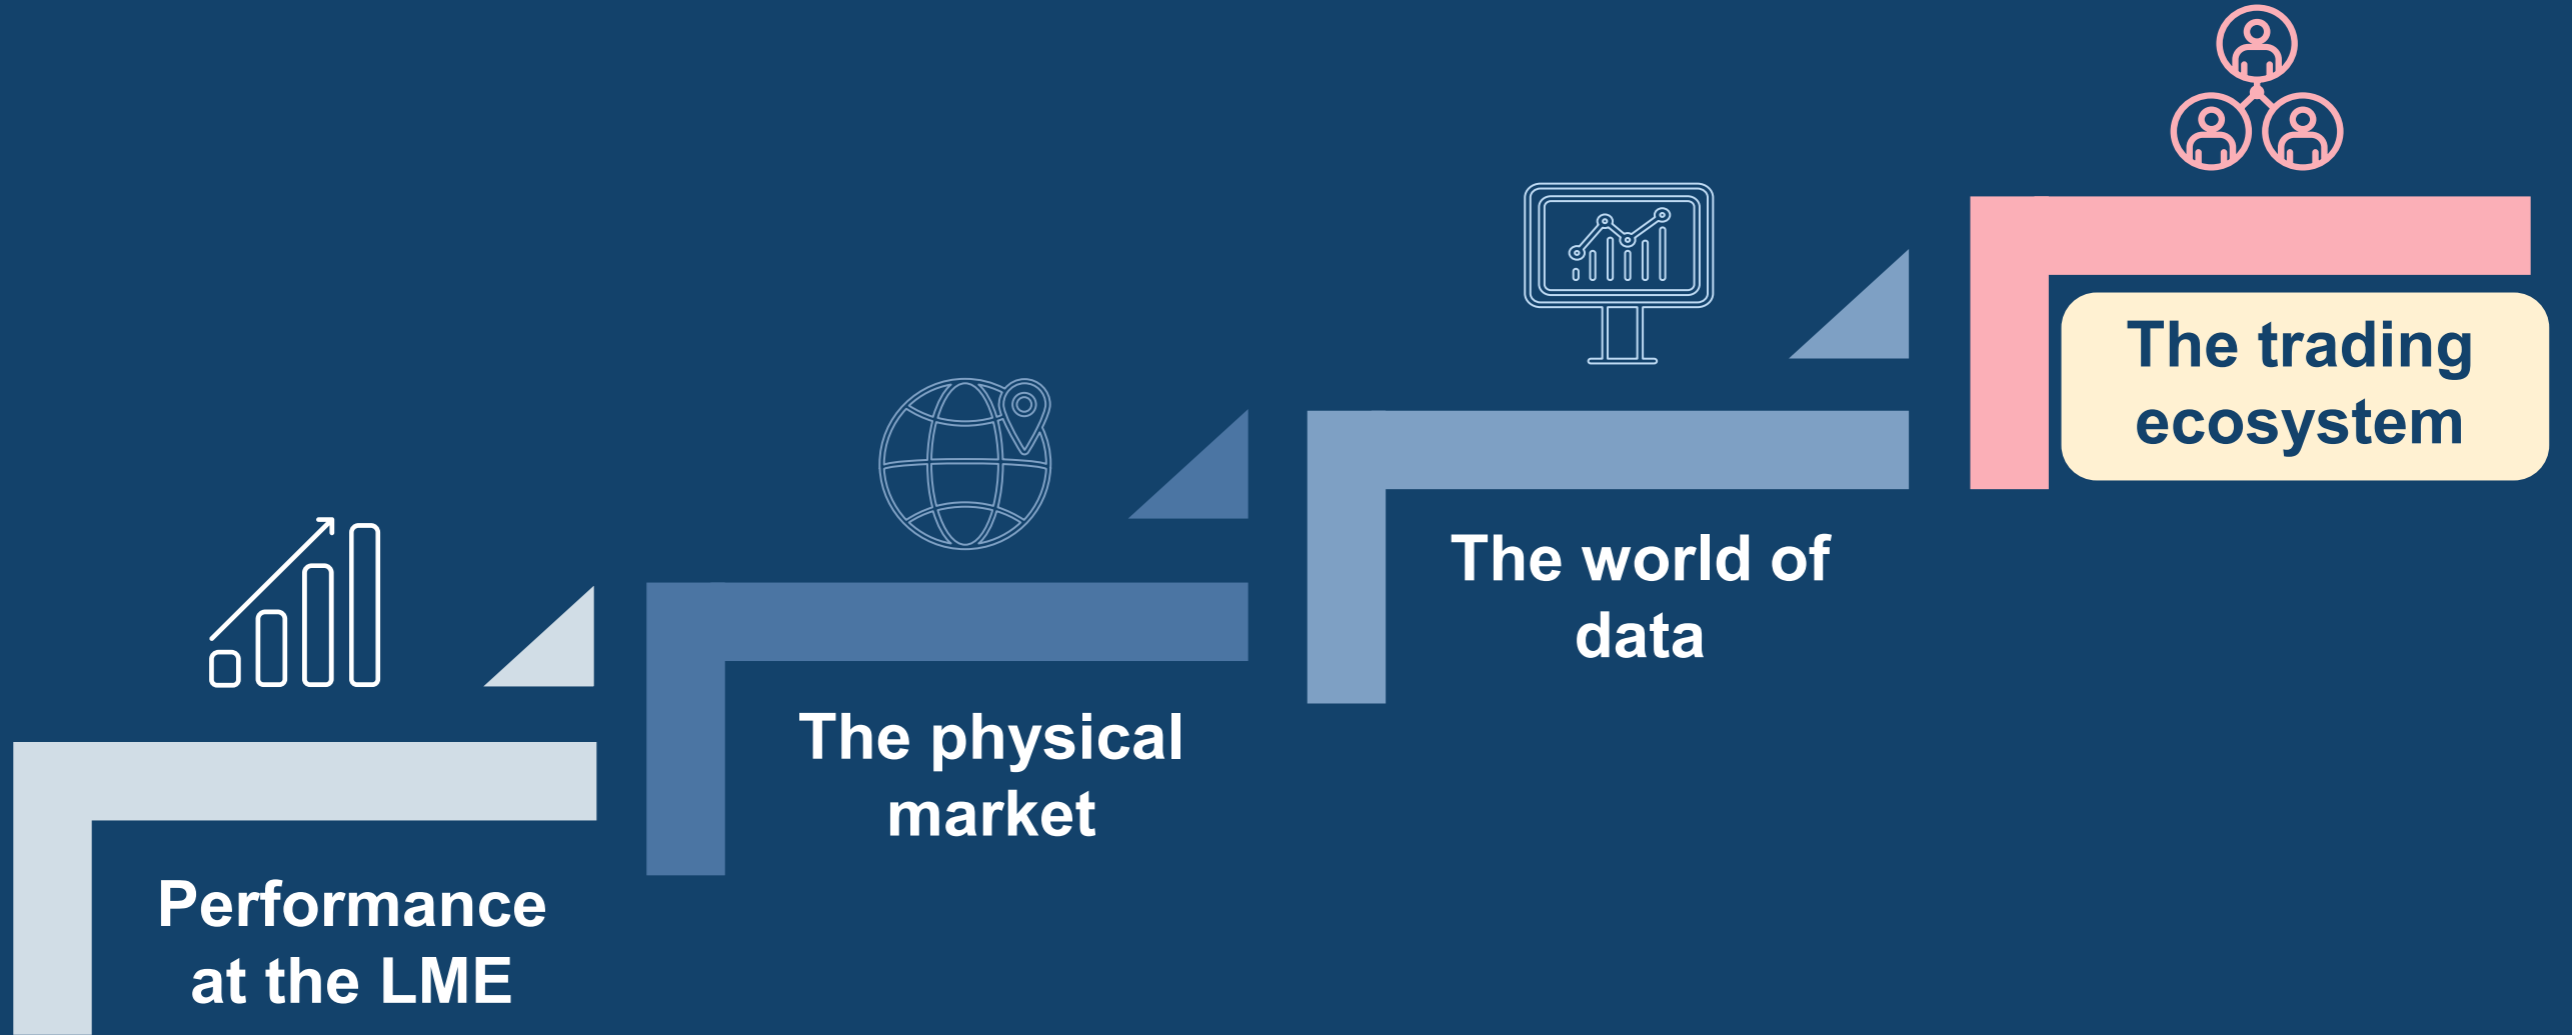 Performance
at the LME
The physical
market
The world of
data
The trading
ecosystem